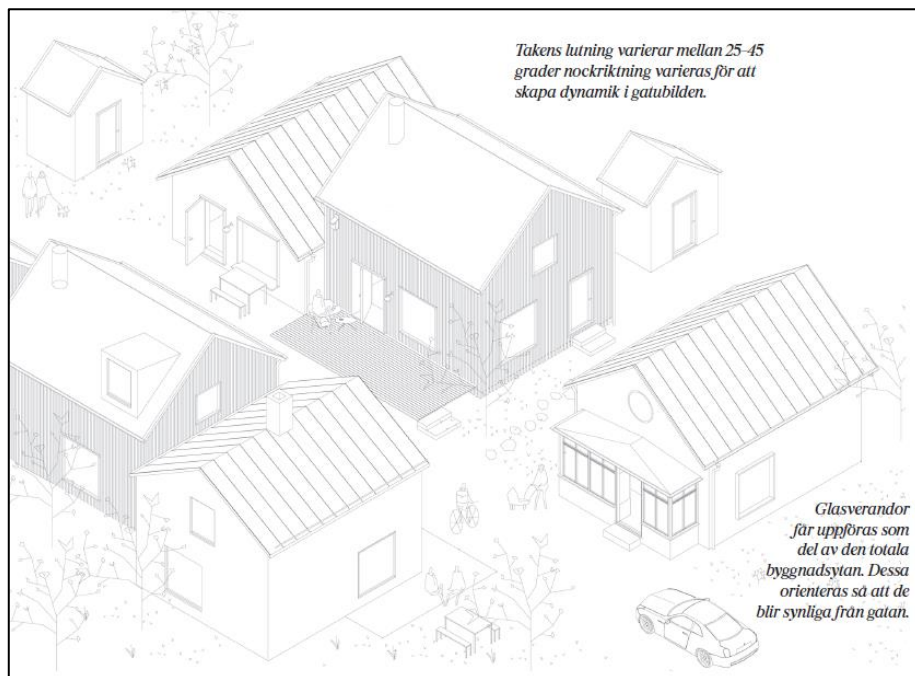 Takens lutning varierar mellan 25-45
grader nockriktning varieras för att
skapa dynamik i gatubilden.
Glasverandor
får uppföras som
del av den totala
byggnadsytan. Dessa
orienteras så att de
blir synliga från gatan.